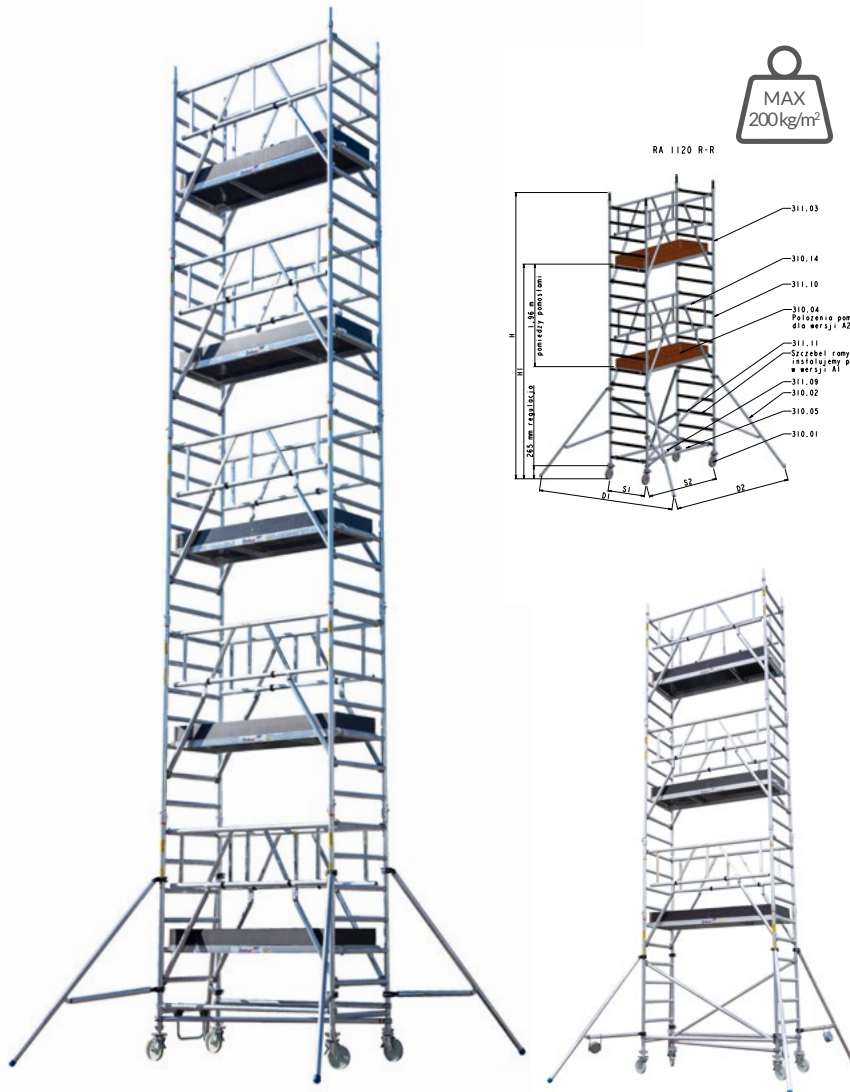 MAX
200kg/m²
RA 1120 R-R
311.03
310.14
311.10
310.04
Położenia pom
dla wersji A2
311.11
Szczebel ramy
instalujemy p
w wersji A1
311.09
310.02
310.05
310.01
H
H1
1,96 m
pomiędzy pomostami
265 mm regulacja
D1
S1
S2
D2